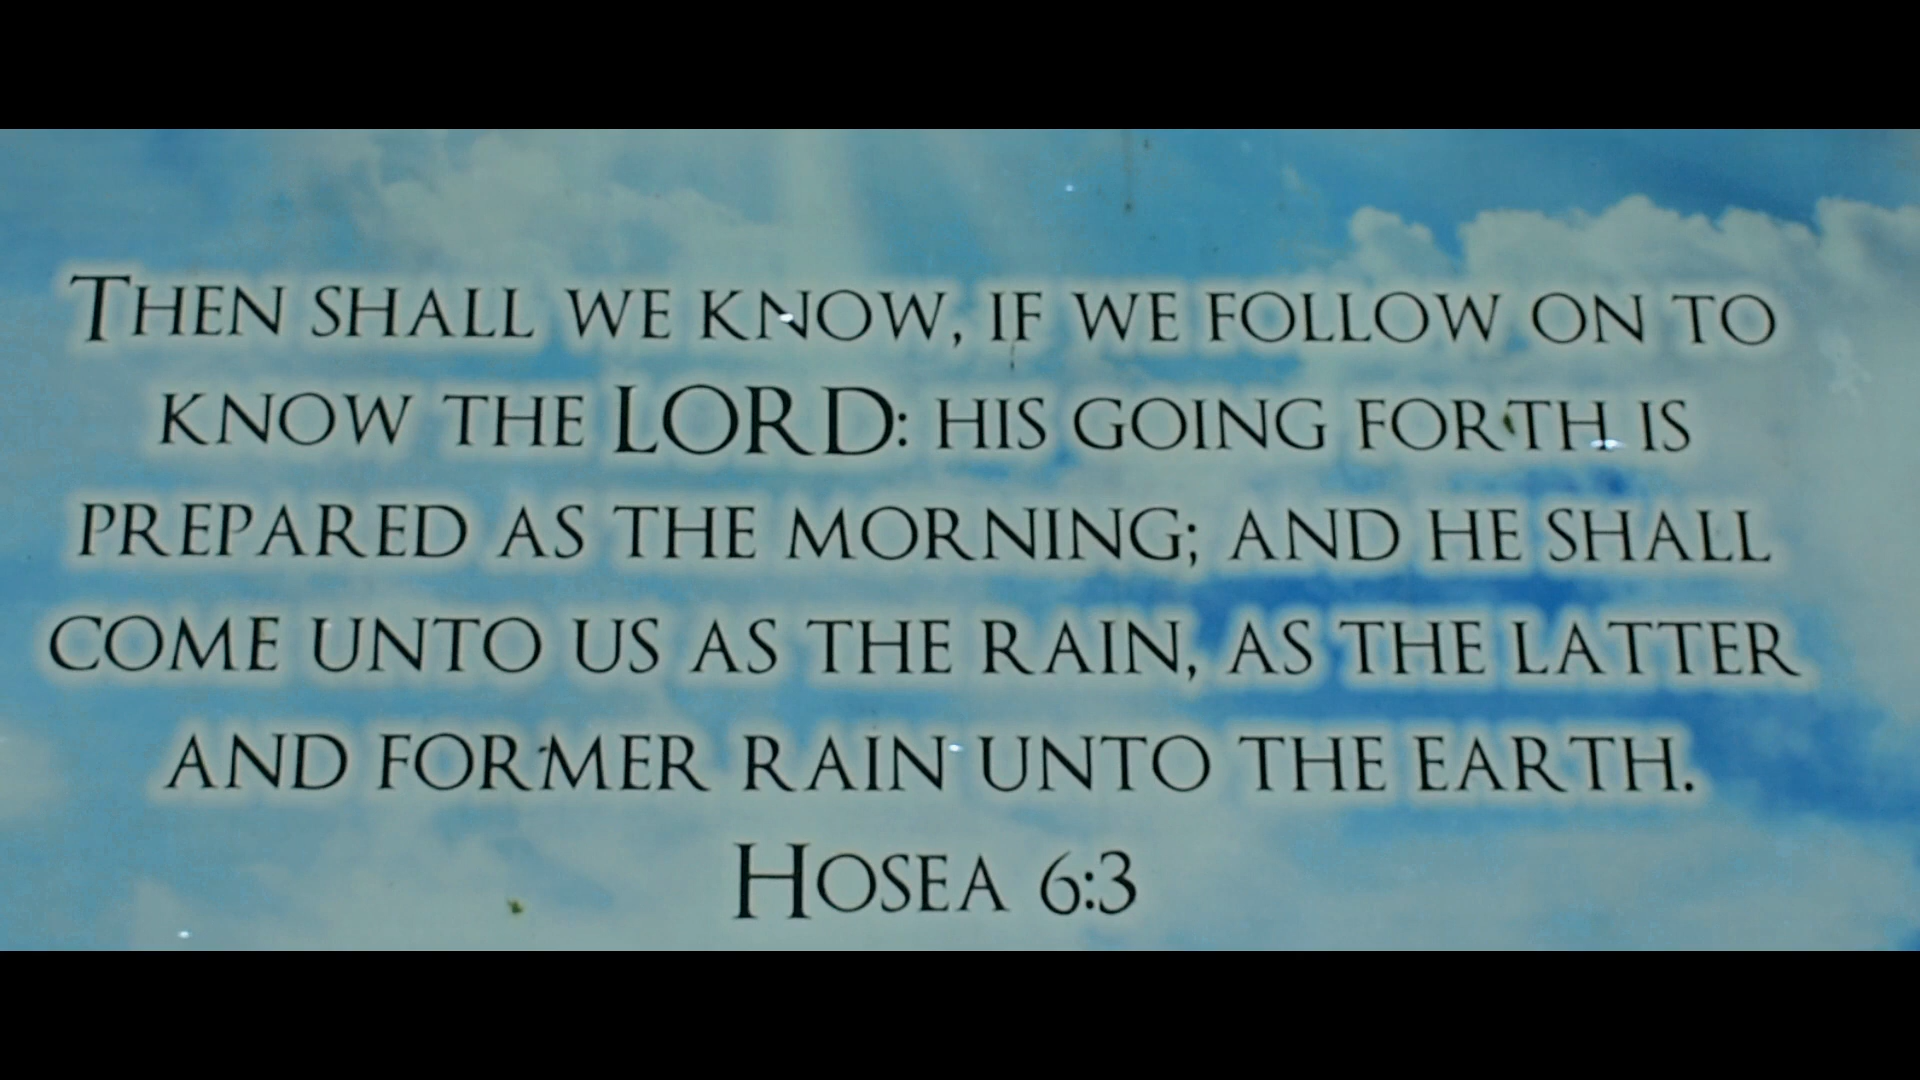 THEN SHALL WE KNOW, IF WE FOLLOW ON TO
KNOW THE LORD: HIS GOING FORTH IS
PREPARED AS THE MORNING; AND HE SHALL
COME UNTO US AS THE RAIN, AS THE LATTER
AND FORMER RAIN UNTO THE EARTH.
HOSEA 6:3